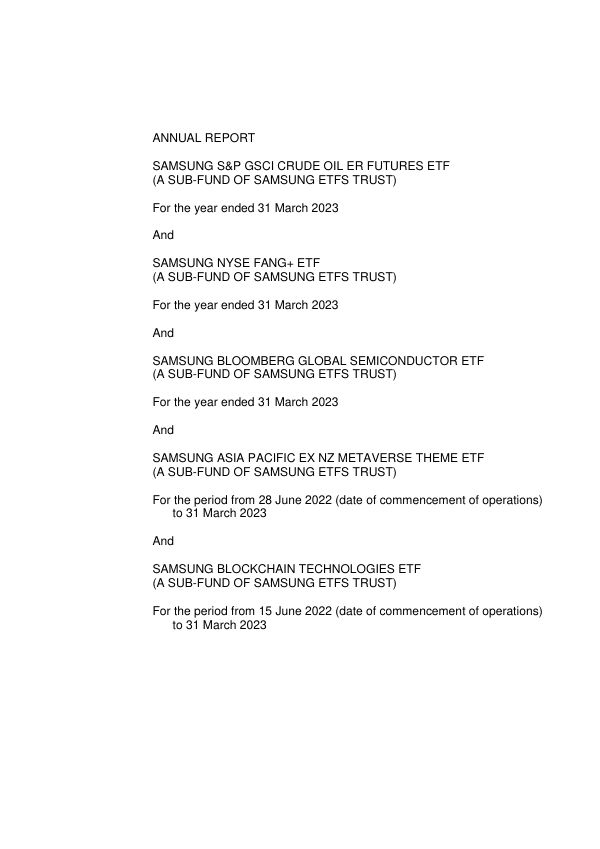 ANNUAL REPORT
SAMSUNG S&P GSCI CRUDE OIL ER FUTURES ETF
(A SUB-FUND OF SAMSUNG ETFS TRUST)
For the year ended 31 March 2023
And
SAMSUNG NYSE FANG+ ETF
(A SUB-FUND OF SAMSUNG ETFS TRUST)
For the year ended 31 March 2023
And
SAMSUNG BLOOMBERG GLOBAL SEMICONDUCTOR ETF
(A SUB-FUND OF SAMSUNG ETFS TRUST)
For the year ended 31 March 2023
And
SAMSUNG ASIA PACIFIC EX NZ METAVERSE THEME ETF
(A SUB-FUND OF SAMSUNG ETFS TRUST)
For the period from 28 June 2022 (date of commencement of operations)
to 31 March 2023
And
SAMSUNG BLOCKCHAIN TECHNOLOGIES ETF
(A SUB-FUND OF SAMSUNG ETFS TRUST)
For the period from 15 June 2022 (date of commencement of operations)
to 31 March 2023